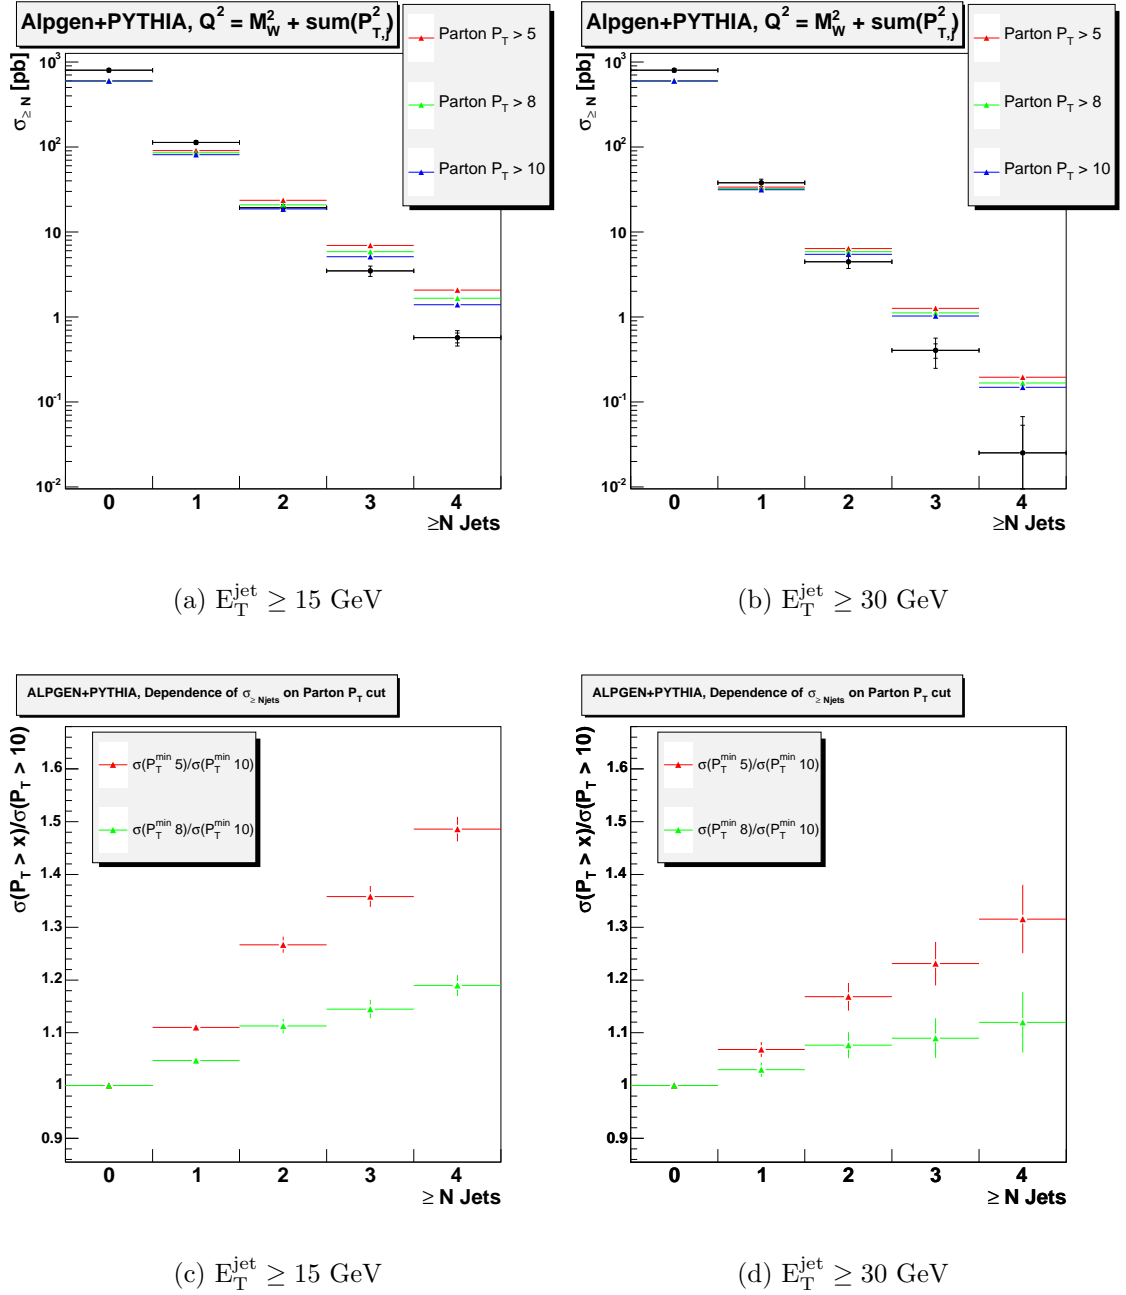 Alpgen+PYTHIA, Q² = M²_W + sum(P²_T,j)
σ_≥ N [pb]
Parton P_T > 5
Parton P_T > 8
Parton P_T > 10
10³
10²
10
1
10⁻¹
10⁻²
0 1 2 3 4
≥N Jets
(a) E_T^jet ≥ 15 GeV
Alpgen+PYTHIA, Q² = M²_W + sum(P²_T,j)
σ_≥ N [pb]
Parton P_T > 5
Parton P_T > 8
Parton P_T > 10
10³
10²
10
1
10⁻¹
10⁻²
0 1 2 3 4
≥N Jets
(b) E_T^jet ≥ 30 GeV
ALPGEN+PYTHIA, Dependence of σ_≥ Njets on Parton P_T cut
σ(P_T > x)/σ(P_T > 10)
σ(P_T^min 5)/σ(P_T^min 10)
σ(P_T^min 8)/σ(P_T^min 10)
1.6
1.5
1.4
1.3
1.2
1.1
1
0.9
0 1 2 3 4
≥ N Jets
(c) E_T^jet ≥ 15 GeV
ALPGEN+PYTHIA, Dependence of σ_≥ Njets on Parton P_T cut
σ(P_T > x)/σ(P_T > 10)
σ(P_T^min 5)/σ(P_T^min 10)
σ(P_T^min 8)/σ(P_T^min 10)
1.6
1.5
1.4
1.3
1.2
1.1
1
0.9
0 1 2 3 4
≥ N Jets
(d) E_T^jet ≥ 30 GeV